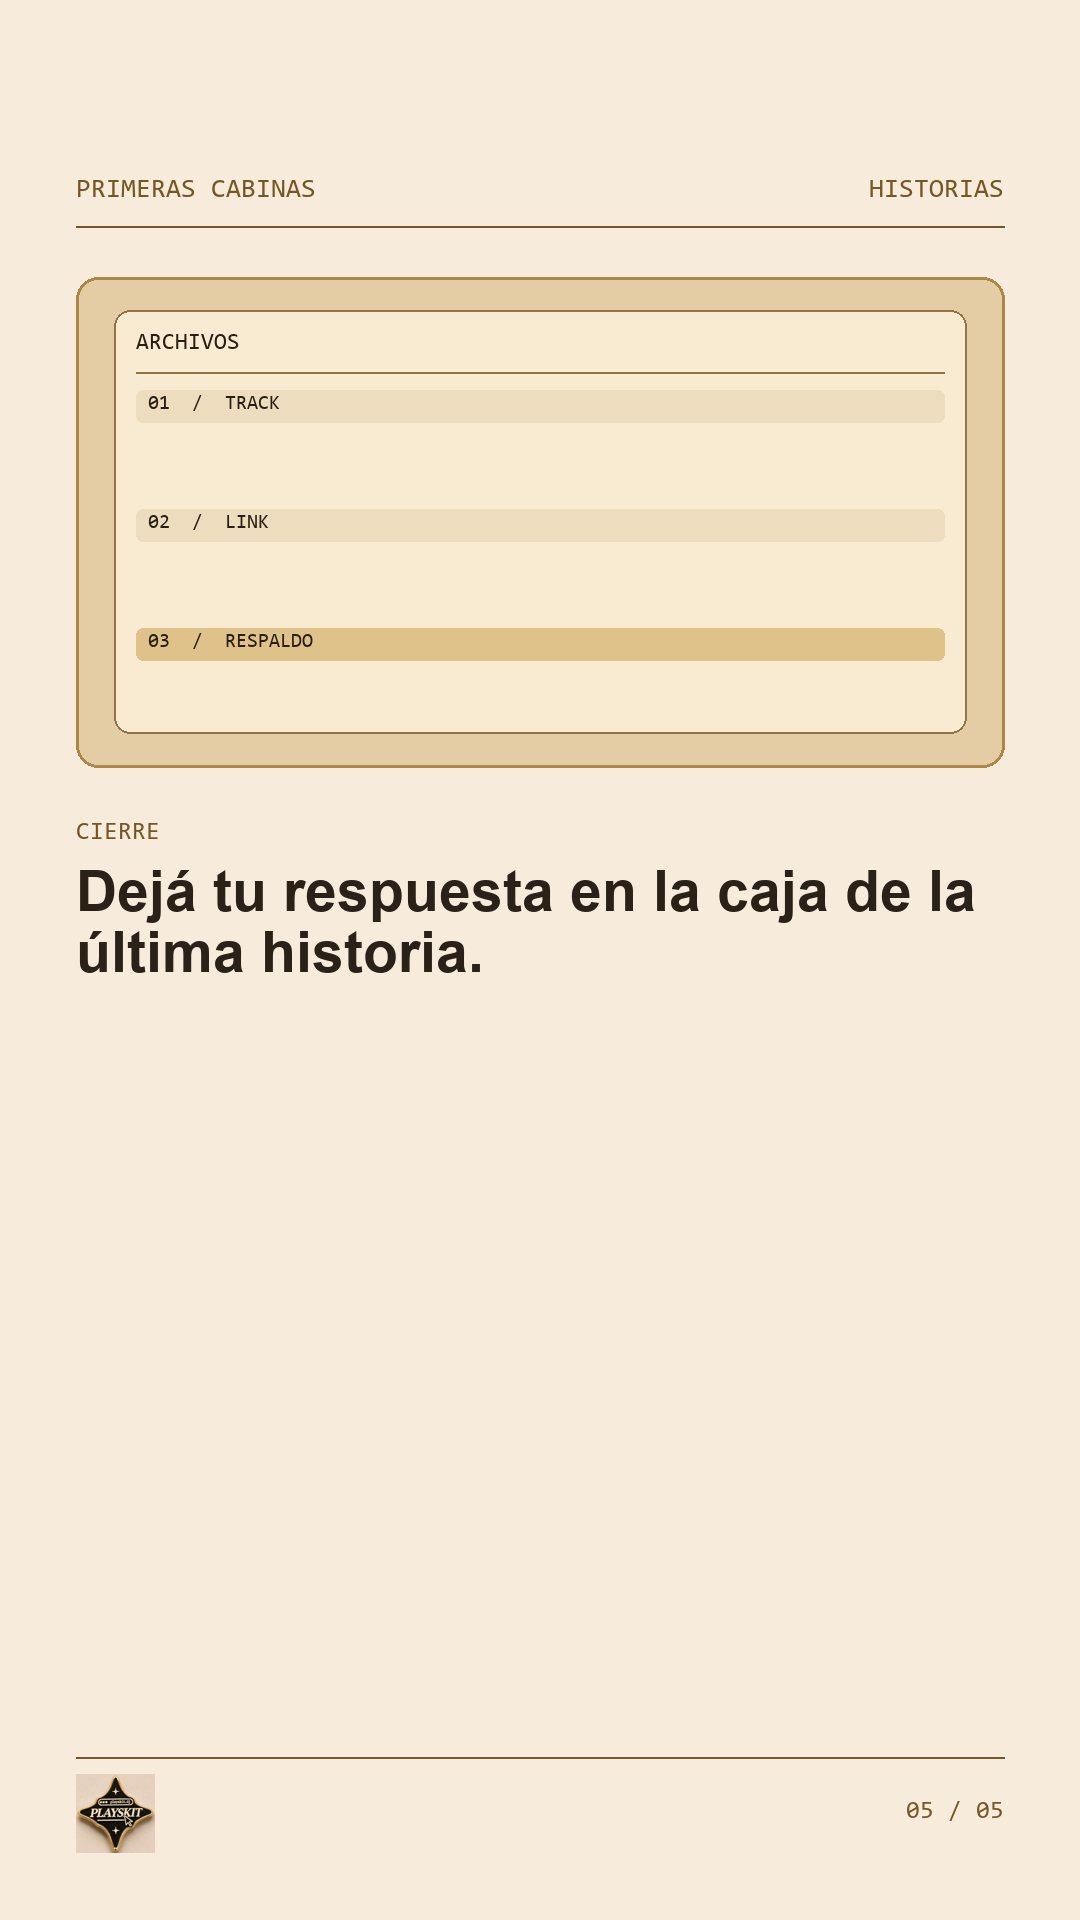 PRIMERAS CABINAS
HISTORIAS
ARCHIVOS
01 / TRACK
02 / LINK
03 / RESPALDO
CIERRE
Dejá tu respuesta en la caja de la
última historia.
PLAYSKIT
05 / 05